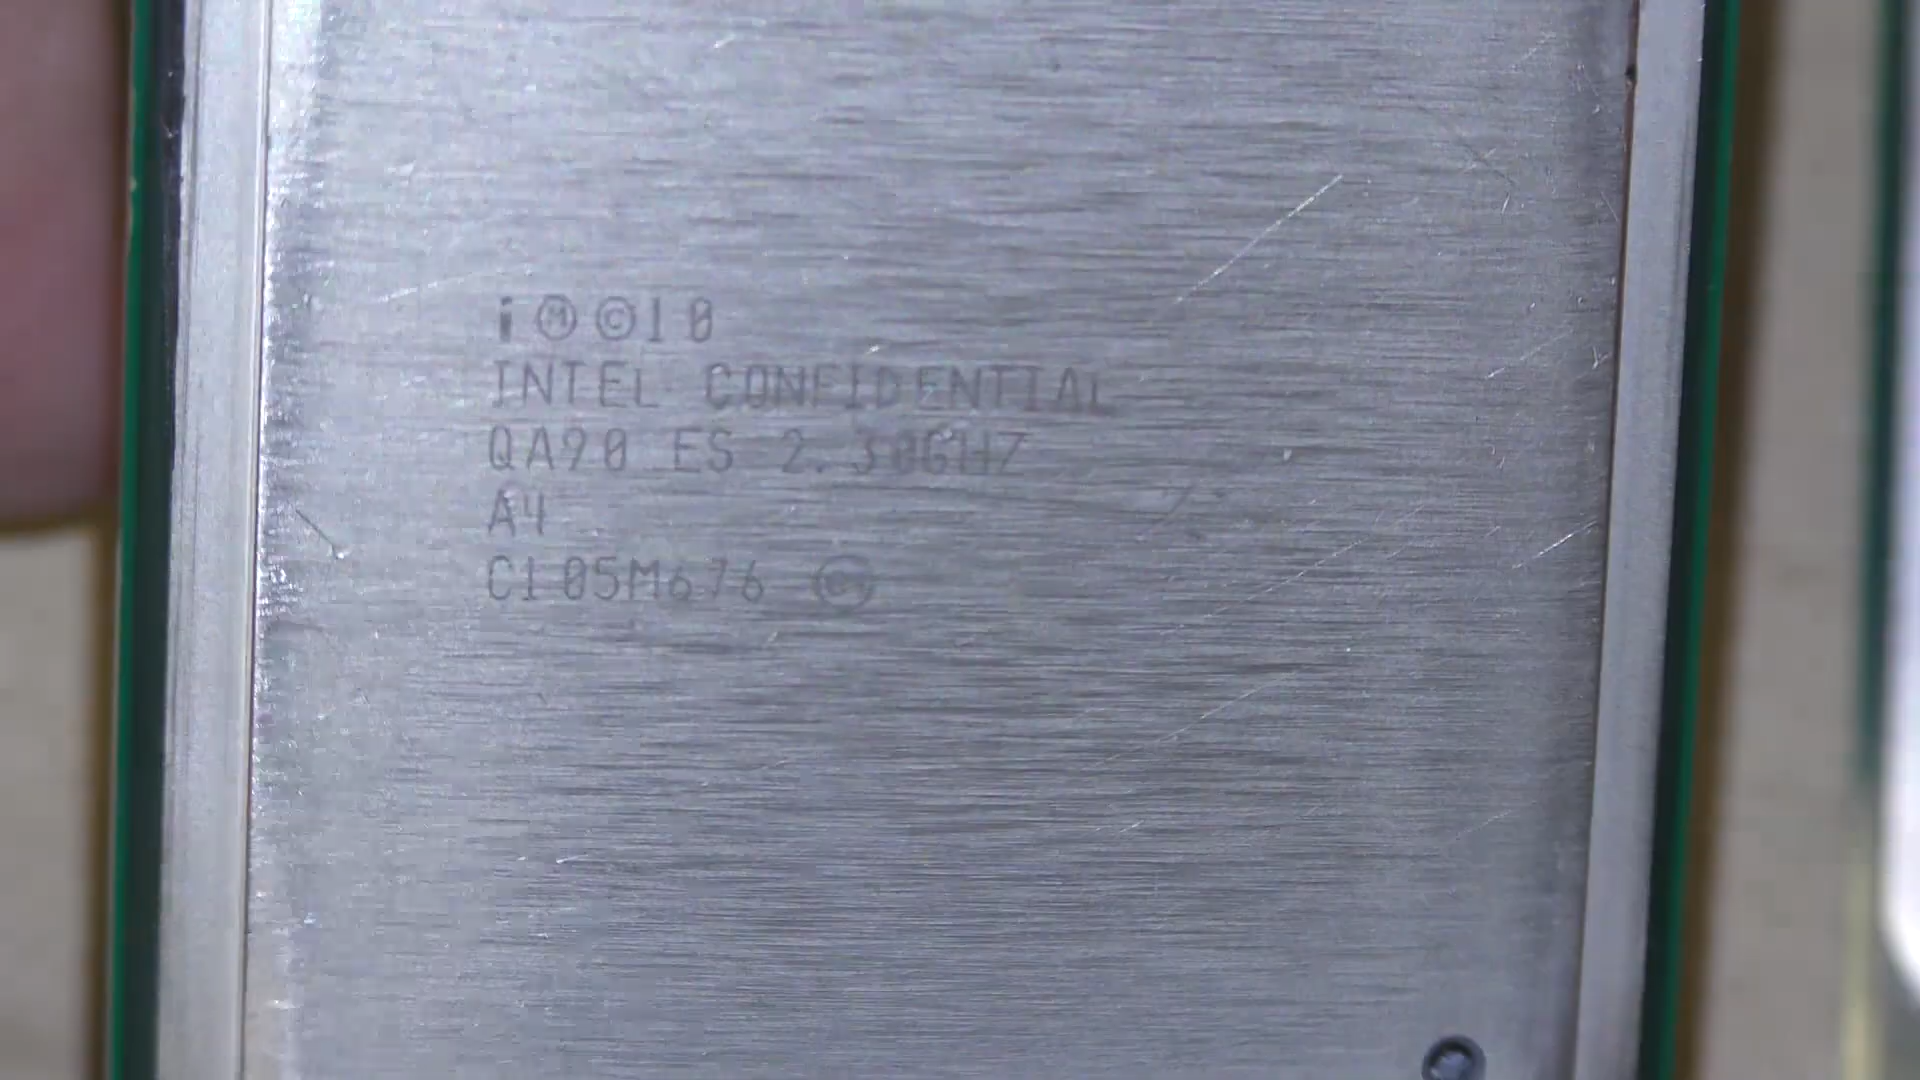 i Ⓜ©10
INTEL CONFIDENTIAL
QA90 ES 2.30GHZ
A4
C105M676 ©